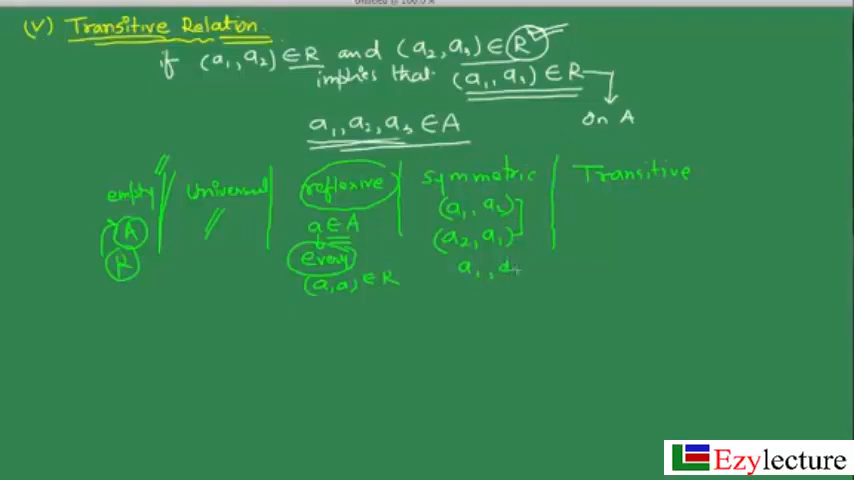 (V) Transitive Relation.
if (a₁, a₂) ∈ R and (a₂, a₃) ∈ R
implies that (a₁, a₃) ∈ R
on A
a₁, a₂, a₃ ∈ A
empty universal reflexive symmetric Transitive
A a ∈ A (a₁, a₂)
R every (a₂, a₁)
(a, a) ∈ R a₁,
Ezylecture